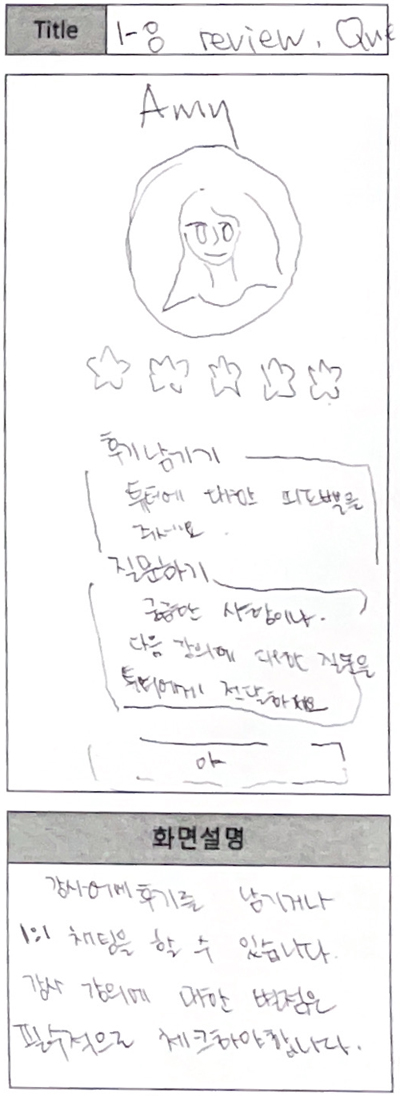 Title
1-8 review, Que
Amy
후기남기기
튜터에 대한 피드백을
주세요.
질문하기
궁금한 사항이나
다음 강의에 대한 질문을
튜터에게 전달하세요
화면설명
강사에게 후기를 남기거나
1:1 채팅을 할 수 있습니다.
강사 강의에 대한 별점은
필수적으로 체크하야합니다.